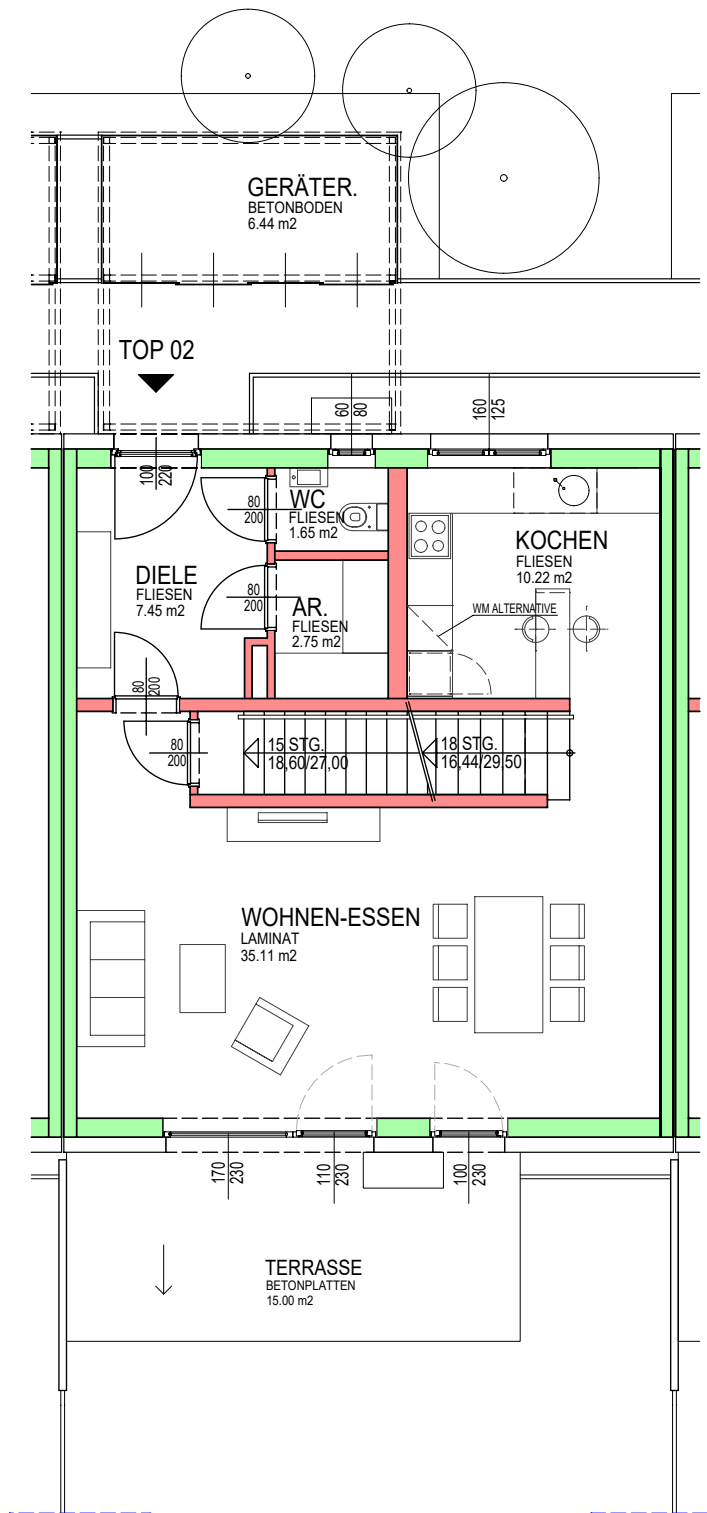 GERÄTER.
BETONBODEN
6.44 m2
TOP 02
60
80
160
125
100
220
80
200
WC
FLIESEN
1.65 m2
KOCHEN
FLIESEN
10.22 m2
DIELE
FLIESEN
7.45 m2
80
200
AR.
FLIESEN
2.75 m2
WM ALTERNATIVE
80
200
80
200
15 STG.
18,60/27,00
18 STG.
16,44/29,50
WOHNEN-ESSEN
LAMINAT
35.11 m2
170
230
110
230
100
230
TERRASSE
BETONPLATTEN
15.00 m2